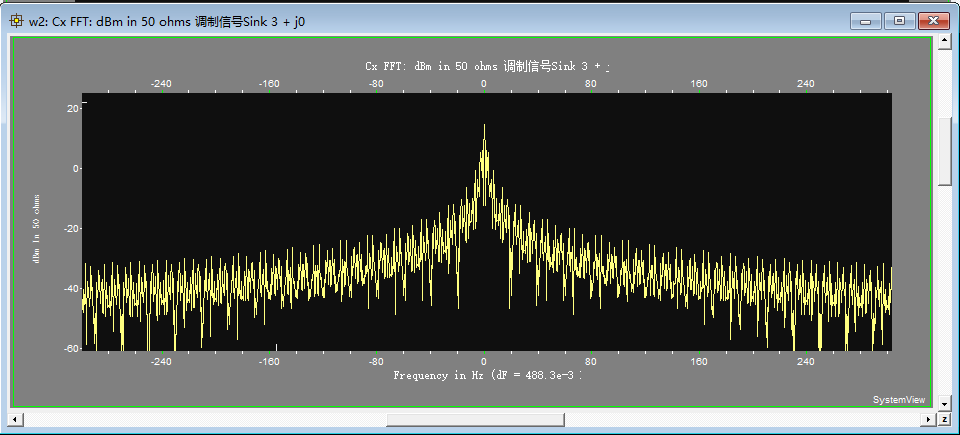 w2: Cx FFT: dBm in 50 ohms 调制信号Sink 3 + j0
Cx FFT: dBm in 50 ohms 调制信号Sink 3 +
-240 -160 -80 0 80 160 240
20
0
-20
-40
-60
dBm in 50 ohms
-240 -160 -80 0 80 160 240
Frequency in Hz (dF = 488.3e-3
SystemView
z